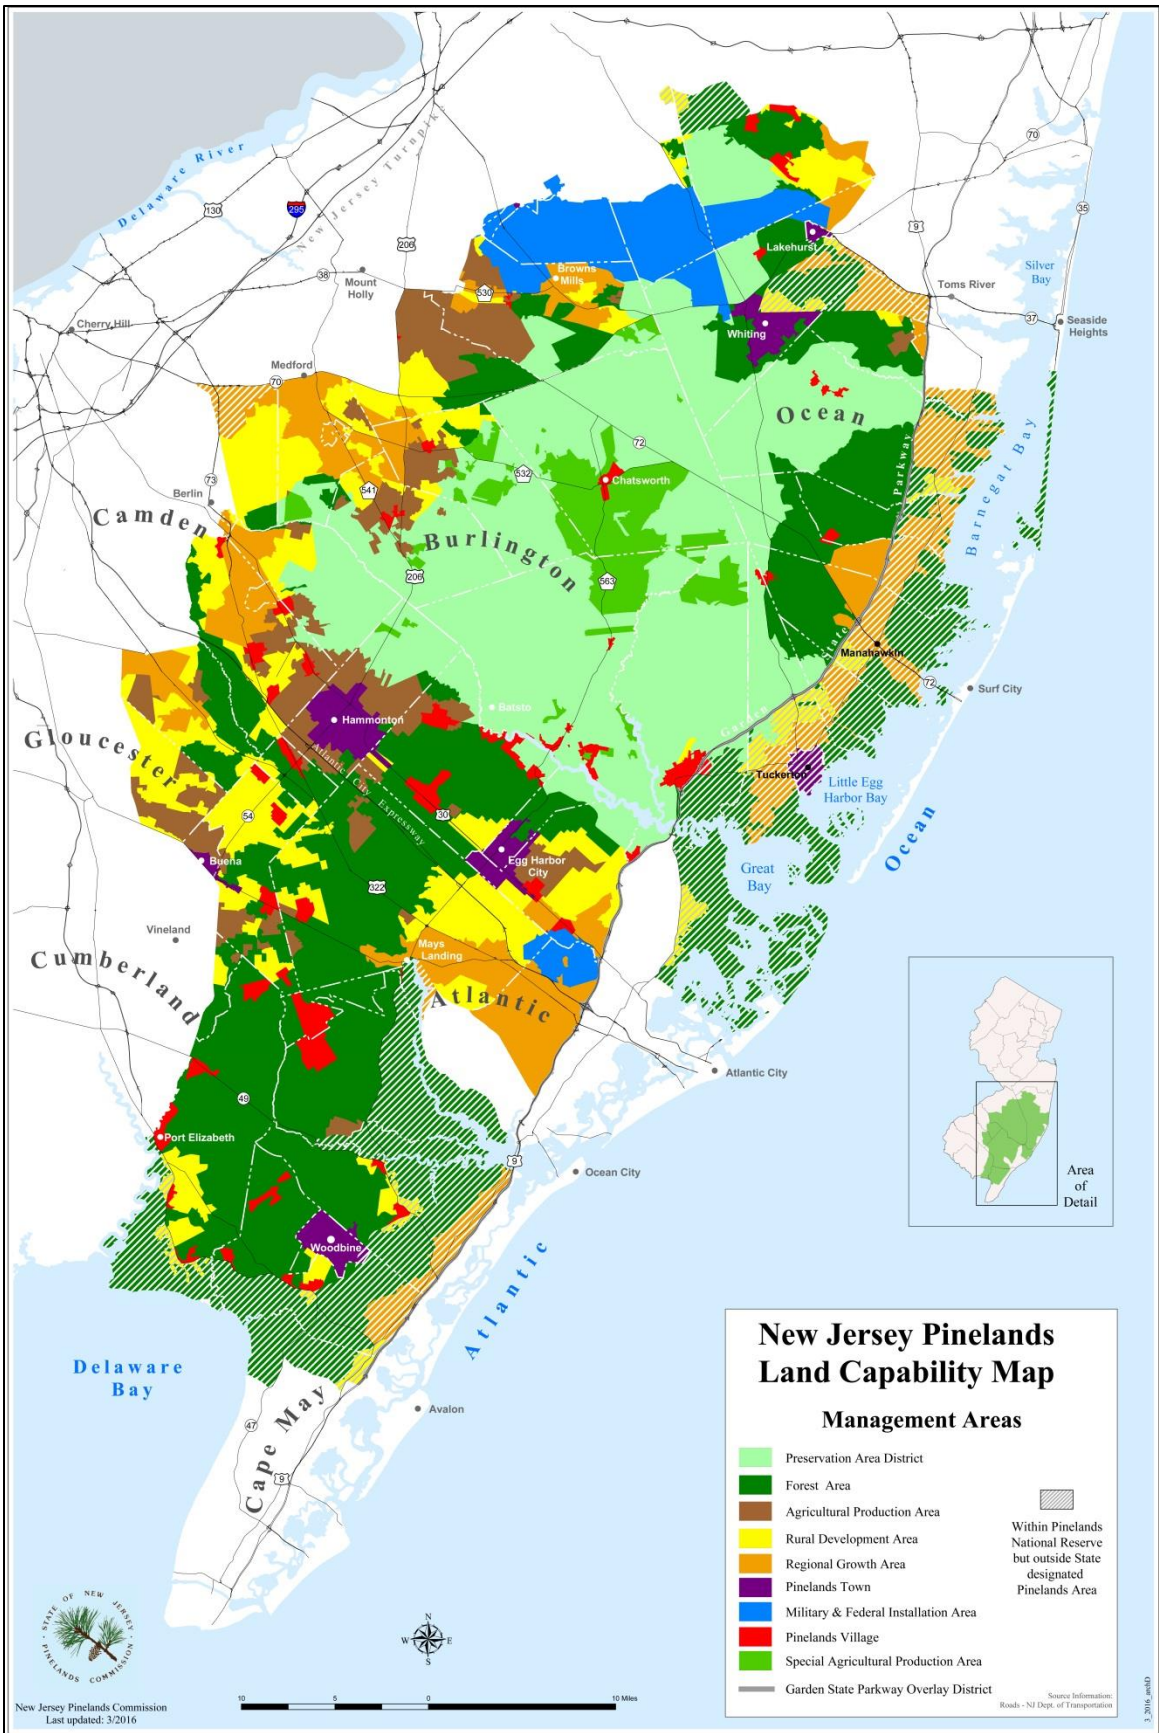 Delaware River
New Jersey Turnpike
130
295
206
38
Mount
Holly
Cherry Hill
Medford
70
530
Browns
Mills
Lakehurst
9
70
35
Silver
Bay
Toms River
37
Seaside
Heights
Whiting
Ocean
72
532
Chatsworth
541
73
Berlin
Camden
Burlington
206
563
Parkway
State
Garden
Barnegat Bay
Manahawkin
72
Surf City
Batsto
Hammonton
Gloucester
Atlantic City Expressway
54
30
Tuckerton
Little Egg
Harbor Bay
Ocean
Buena
Egg Harbor
City
322
Great
Bay
Vineland
Mays
Landing
Cumberland
Atlantic
Atlantic City
49
Port Elizabeth
9
Ocean City
Woodbine
Atlantic
Delaware
Bay
Avalon
47
Cape May
9
Area
of
Detail
New Jersey Pinelands
Land Capability Map
Management Areas
Preservation Area District
Forest Area
Agricultural Production Area
Rural Development Area
Regional Growth Area
Pinelands Town
Military & Federal Installation Area
Pinelands Village
Special Agricultural Production Area
Garden State Parkway Overlay District
Within Pinelands
National Reserve
but outside State
designated
Pinelands Area
Source Information:
Roads - NJ Dept. of Transportation
3_2016_archD
STATE OF NEW JERSEY
PINELANDS COMMISSION
N
W E
S
New Jersey Pinelands Commission
Last updated: 3/2016
10 5 0 10 Miles